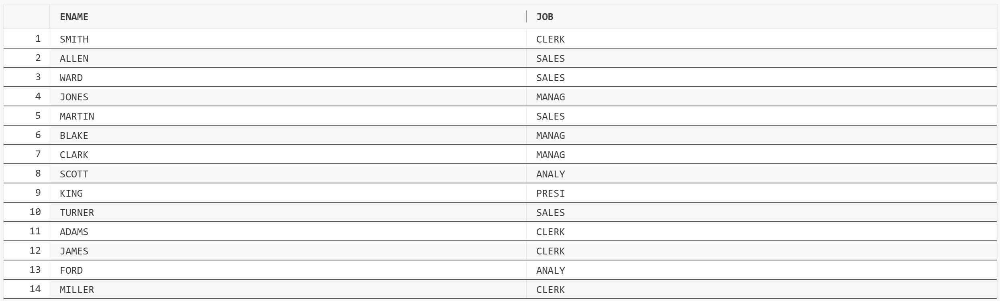 ENAME JOB
1 SMITH CLERK
2 ALLEN SALES
3 WARD SALES
4 JONES MANAG
5 MARTIN SALES
6 BLAKE MANAG
7 CLARK MANAG
8 SCOTT ANALY
9 KING PRESI
10 TURNER SALES
11 ADAMS CLERK
12 JAMES CLERK
13 FORD ANALY
14 MILLER CLERK